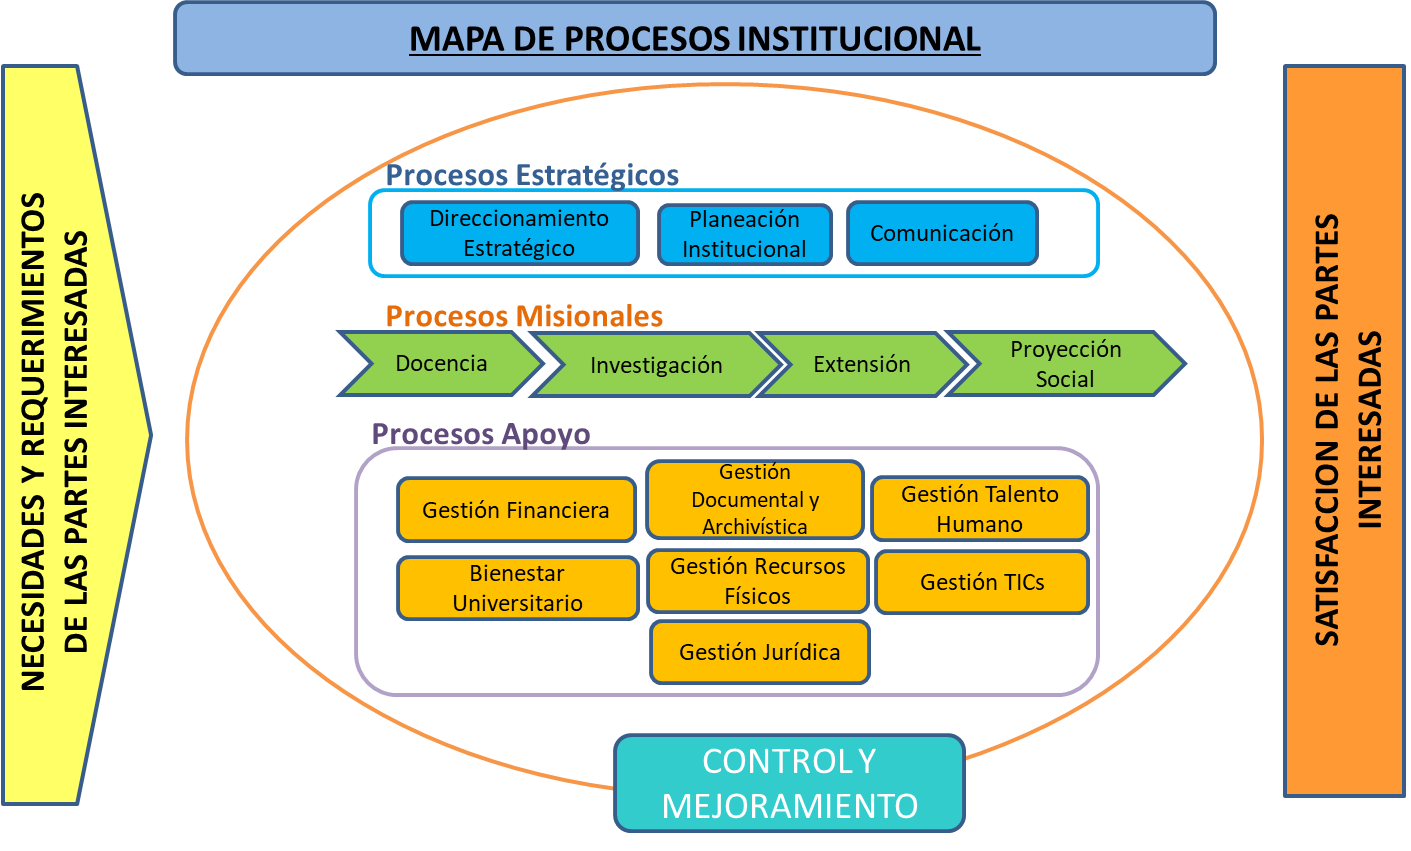 MAPA DE PROCESOS INSTITUCIONAL
NECESIDADES Y REQUERIMIENTOS
DE LAS PARTES INTERESADAS
Procesos Estratégicos
Direccionamiento
Estratégico
Planeación
Institucional
Comunicación
Procesos Misionales
Docencia
Investigación
Extensión
Proyección
Social
Procesos Apoyo
Gestión Financiera
Gestión
Documental y
Archivística
Gestión Talento
Humano
Bienestar
Universitario
Gestión Recursos
Físicos
Gestión TICs
Gestión Jurídica
CONTROL Y
MEJORAMIENTO
SATISFACCION DE LAS PARTES
INTERESADAS